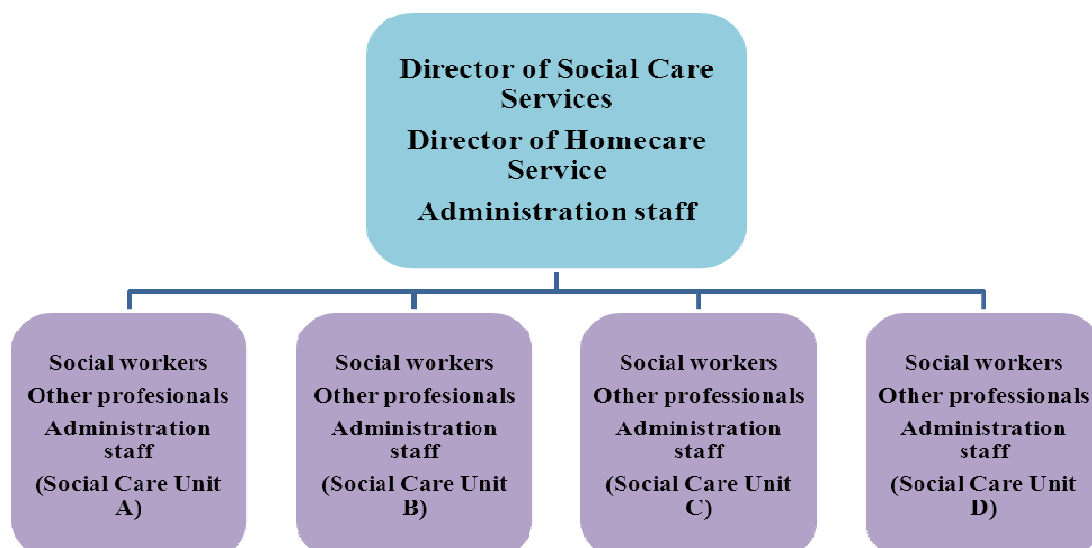 Director of Social Care
Services
Director of Homecare
Service
Administration staff
Social workers
Other profesionals
Administration
staff
(Social Care Unit
A)
Social workers
Other profesionals
Administration
staff
(Social Care Unit
B)
Social workers
Other professionals
Administration
staff
(Social Care Unit
C)
Social workers
Other professionals
Administration
staff
(Social Care Unit
D)